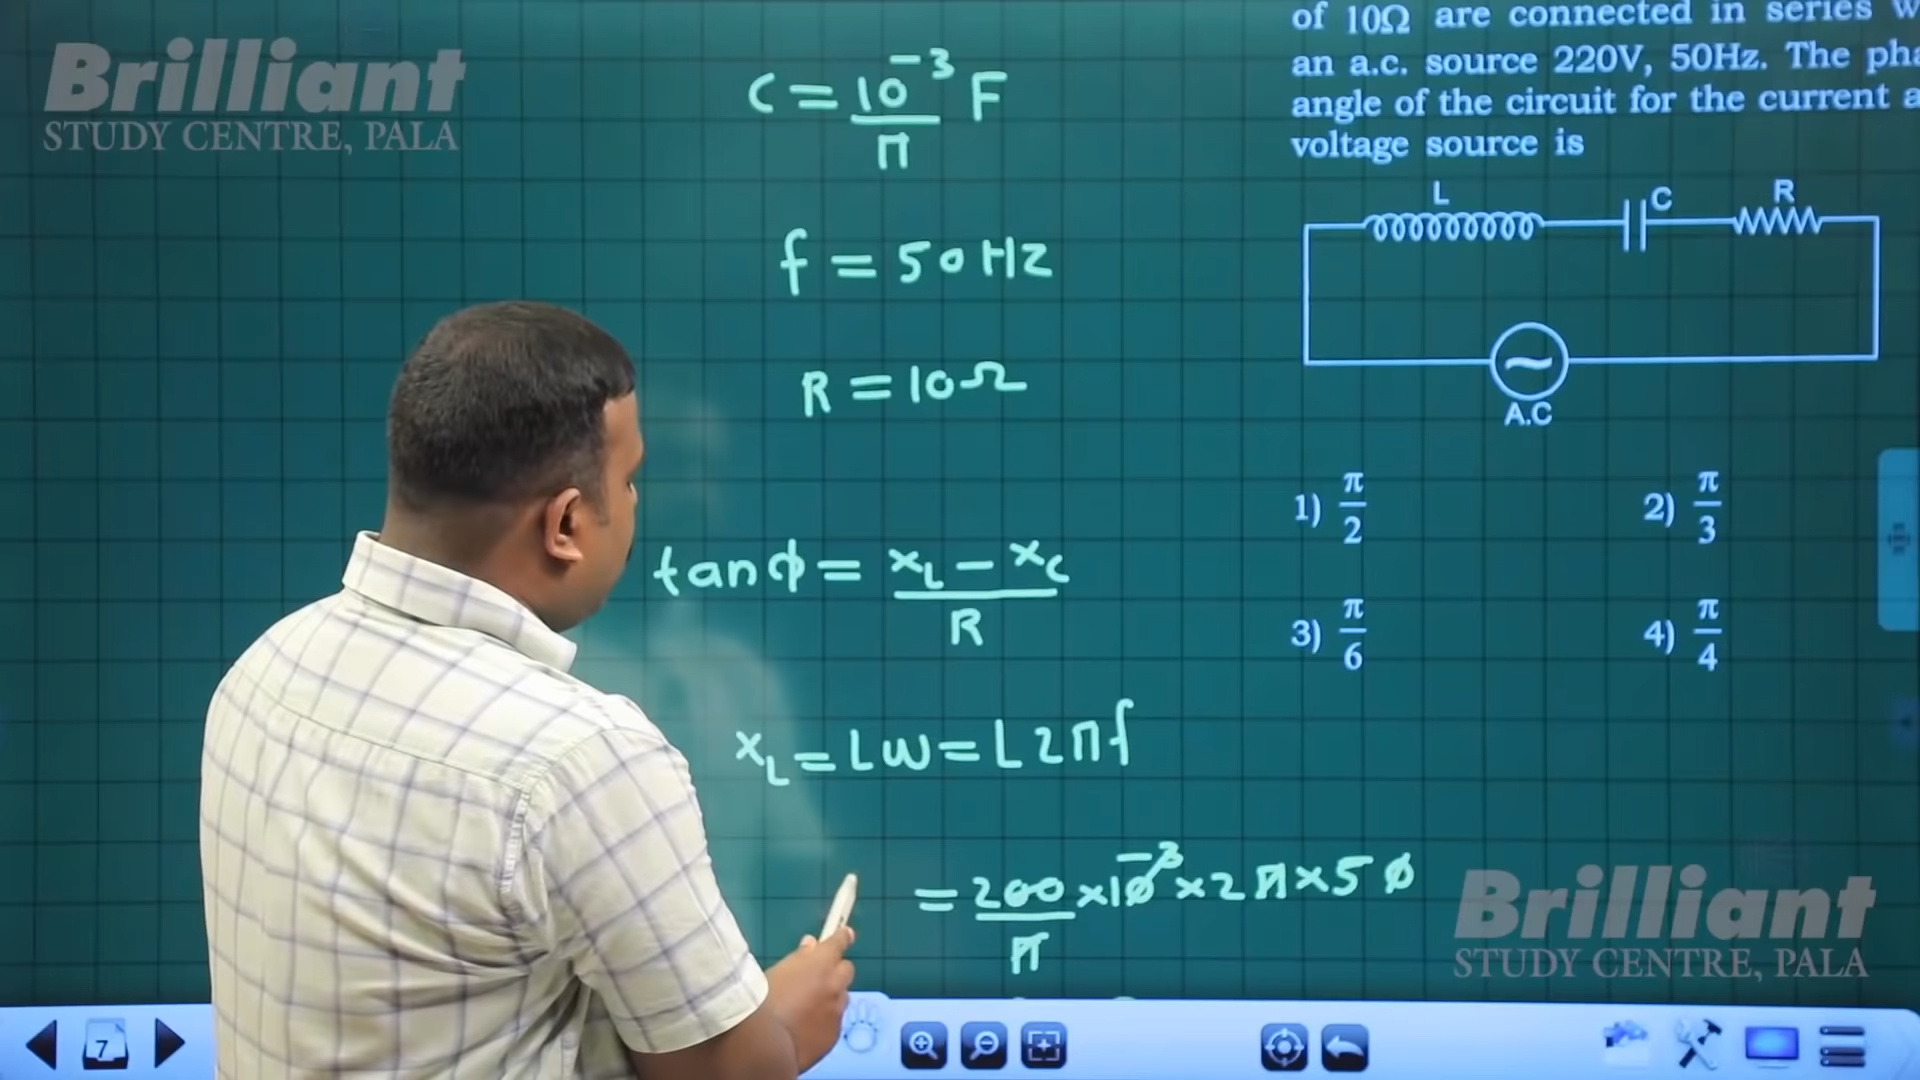 Brilliant
STUDY CENTRE, PALA
C = 10⁻³/π F
f = 50Hz
R = 10Ω
tanϕ = x_L − x_C / R
x_L = Lω = L2πf
= 200/π × 10⁻³ × 2π × 50
of 10Ω are connected in series
an a.c. source 220V, 50Hz. The
angle of the circuit for the current
voltage source is
L
C
R
A.C
1) π/2
2) π/3
3) π/6
4) π/4
Brilliant
STUDY CENTRE, PALA
7